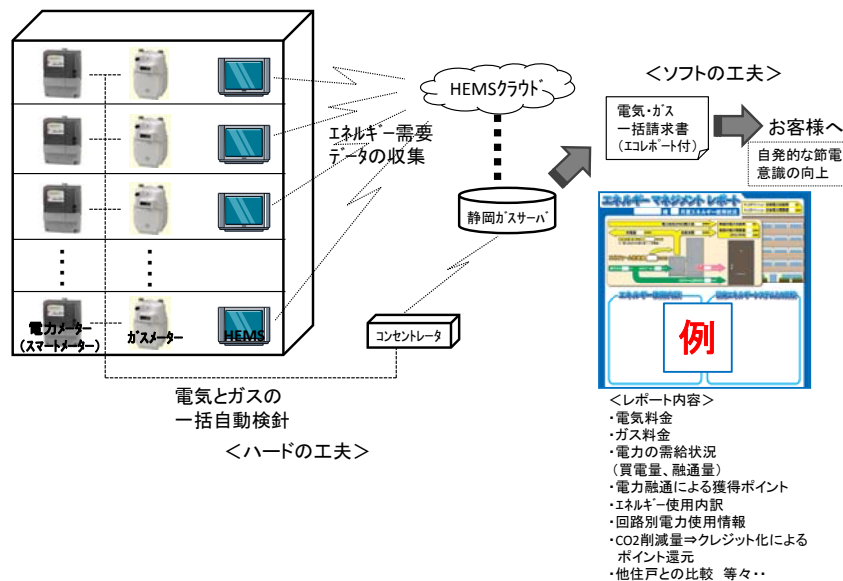 HEMSクラウド
エネルギー需要
データの収集
静岡ガスサーバ
コンセントレータ
電力メーター
(スマートメーター)
ガスメーター
HEMS
電気とガスの
一括自動検針
<ハードの工夫>
<ソフトの工夫>
電気・ガス
一括請求書
(エコレポート付)
お客様へ
自発的な節電
意識の向上
エネルギー マネジメント レポート
例
<レポート内容>
・電気料金
・ガス料金
・電力の需給状況
(買電量、融通量)
・電力融通による獲得ポイント
・エネルギー使用内訳
・回路別電力使用情報
・CO2削減量⇒クレジット化による
ポイント還元
・他住戸との比較 等々・・